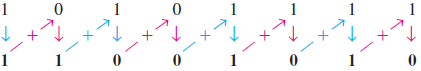 1 0 1 0 1 1 1 1
+ + + + + + +
1 1 0 0 1 0 1 0